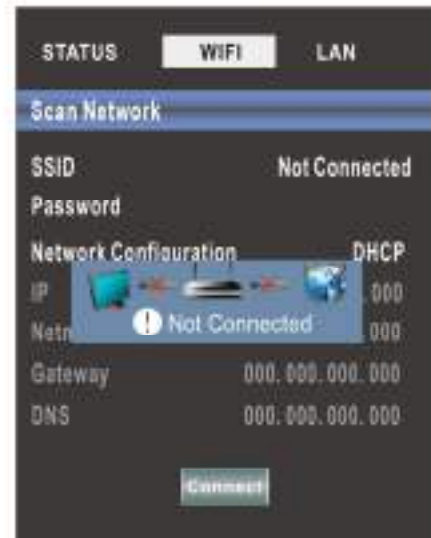 STATUS WIFI LAN
Scan Network
SSID Not Connected
Password
Network Configuration DHCP
IP .000
Netm 000
! Not Connected
Gateway 000.000.000.000
DNS 000.000.000.000
Connect